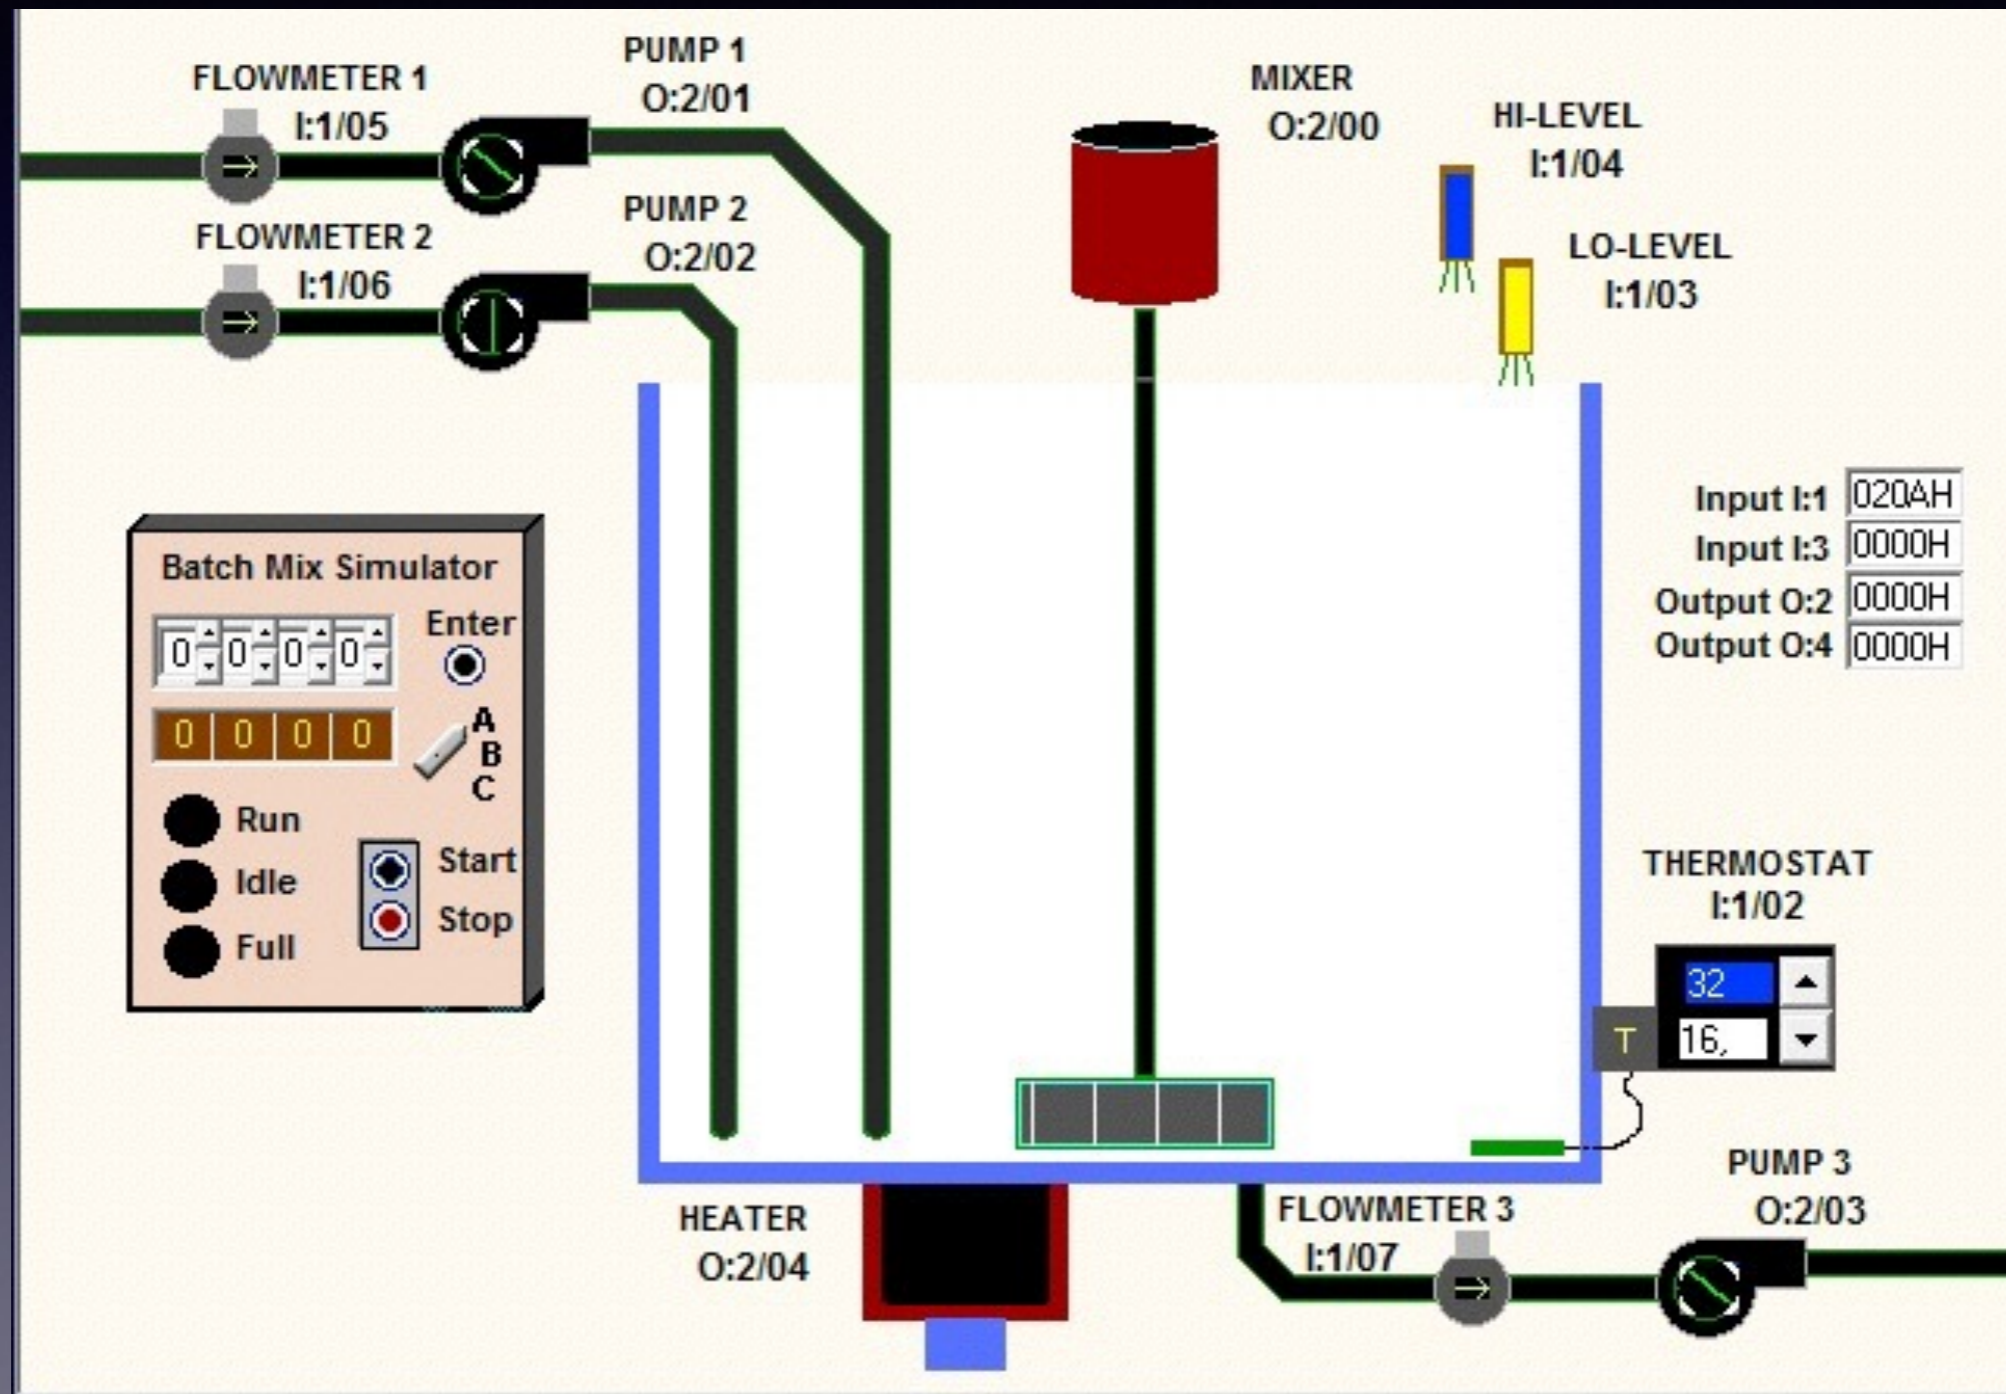 FLOWMETER 1
I:1/05
PUMP 1
O:2/01
FLOWMETER 2
I:1/06
PUMP 2
O:2/02
MIXER
O:2/00
HI-LEVEL
I:1/04
LO-LEVEL
I:1/03
Input I:1 020AH
Input I:3 0000H
Output O:2 0000H
Output O:4 0000H
Batch Mix Simulator
Enter
0 0 0 0
0 0 0 0
A
B
C
Run
Idle
Full
Start
Stop
THERMOSTAT
I:1/02
32
T
16,
HEATER
O:2/04
FLOWMETER 3
I:1/07
PUMP 3
O:2/03